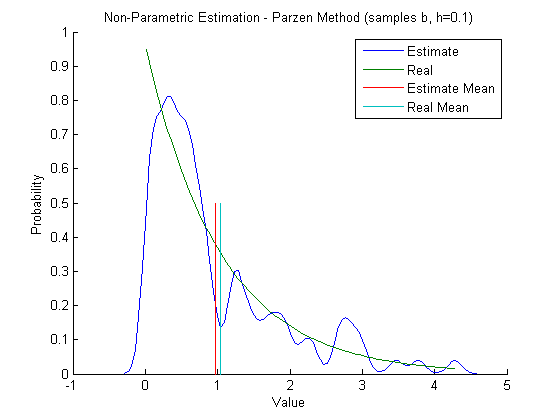 Non-Parametric Estimation - Parzen Method (samples b, h=0.1)
1
0.9
0.8
0.7
0.6
0.5
0.4
0.3
0.2
0.1
0
Probability
Estimate
Real
Estimate Mean
Real Mean
-1
0
1
2
3
4
5
Value